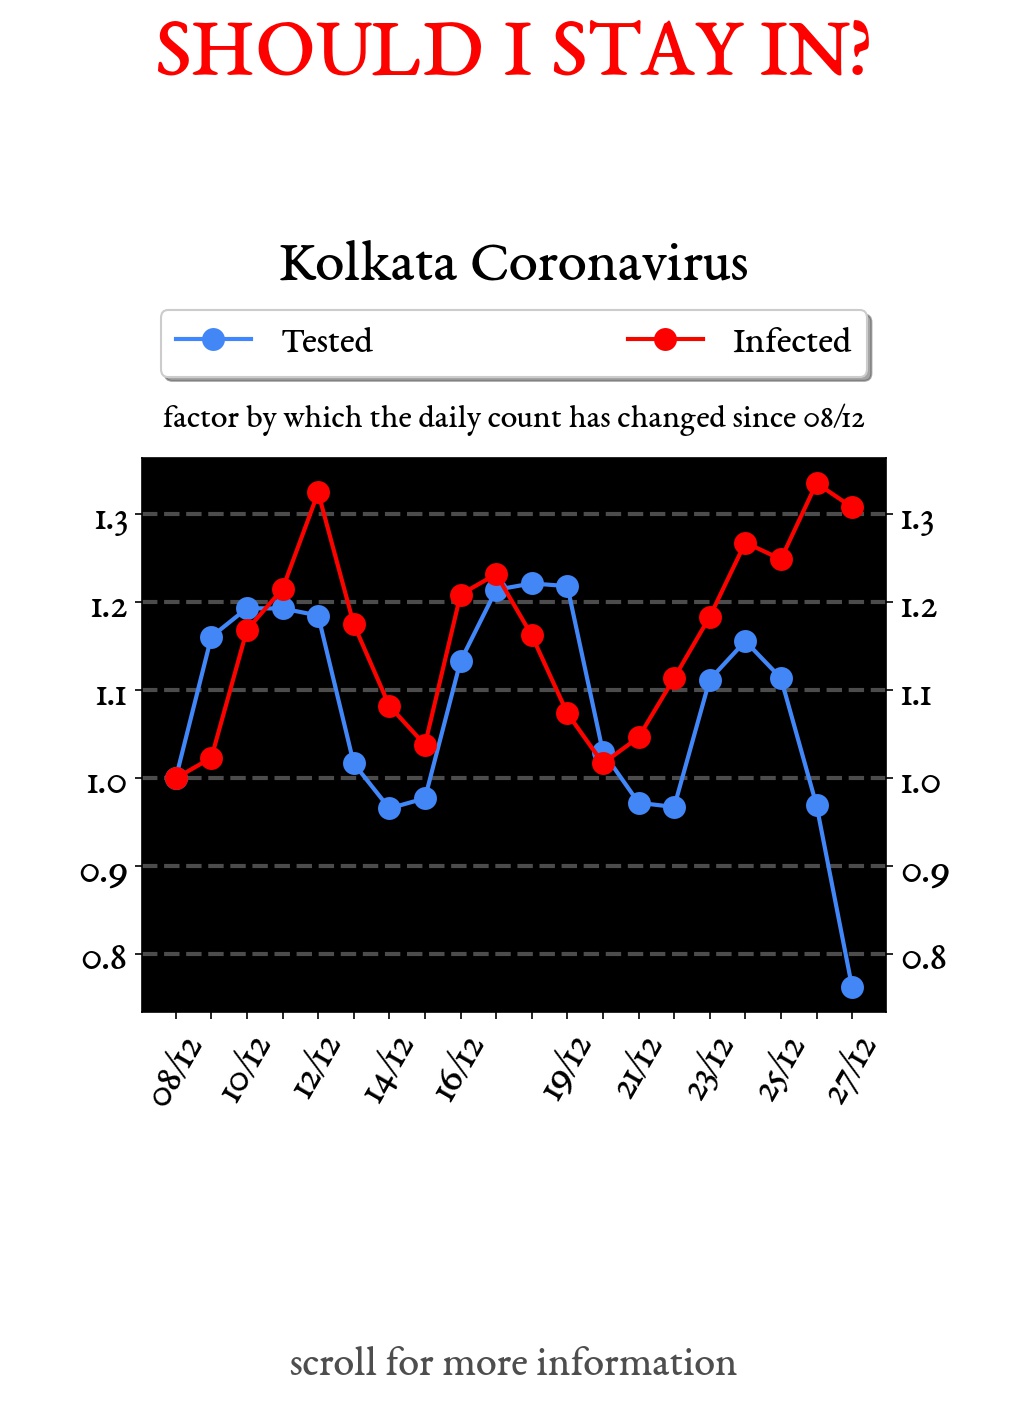 SHOULD I STAY IN?
Kolkata Coronavirus
Tested Infected
factor by which the daily count has changed since 08/12
1.3 1.3
1.2 1.2
1.1 1.1
1.0 1.0
0.9 0.9
0.8 0.8
08/12 10/12 12/12 14/12 16/12 19/12 21/12 23/12 25/12 27/12
scroll for more information